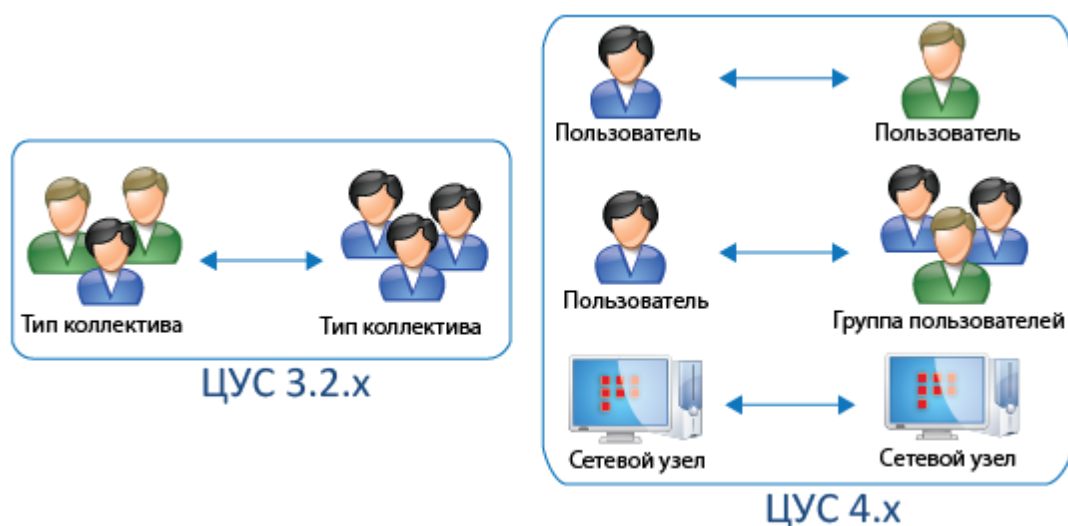 Тип коллектива
Тип коллектива
ЦУС 3.2.x
Пользователь
Пользователь
Пользователь
Группа пользователей
Сетевой узел
Сетевой узел
ЦУС 4.x